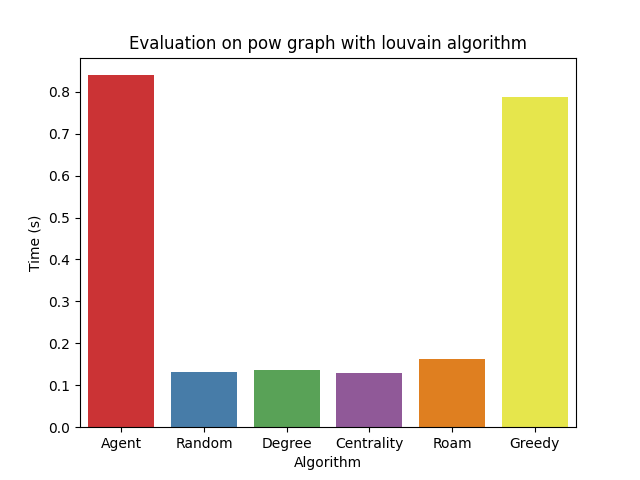 Evaluation on pow graph with louvain algorithm
0.8
0.7
0.6
0.5
0.4
0.3
0.2
0.1
0.0
Time (s)
Agent Random Degree Centrality Roam Greedy
Algorithm